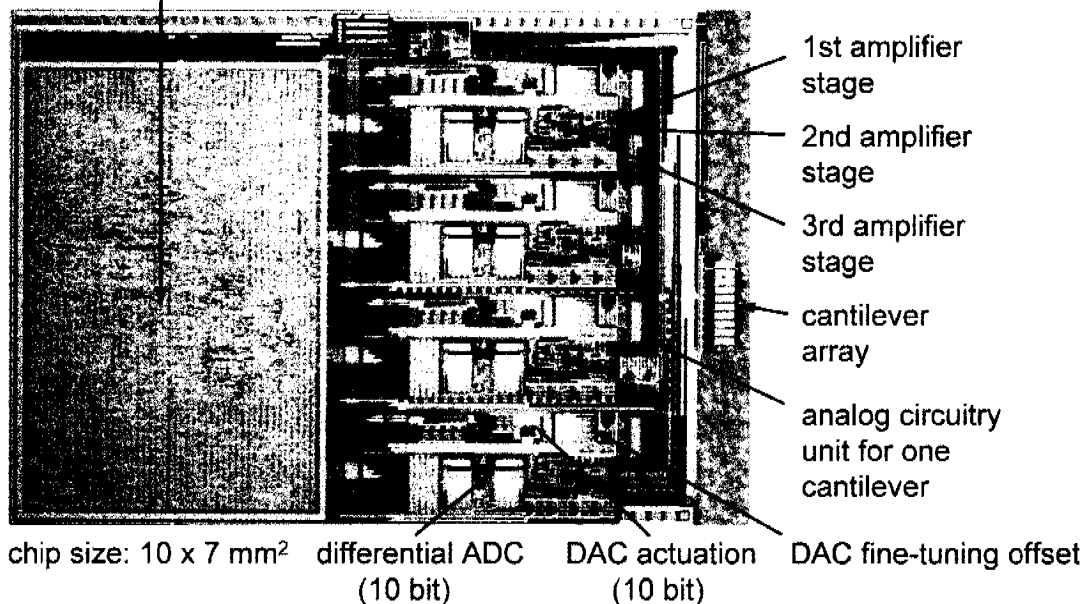 1st amplifier
stage
2nd amplifier
stage
3rd amplifier
stage
cantilever
array
analog circuitry
unit for one
cantilever
chip size: 10 x 7 mm²
differential ADC
(10 bit)
DAC actuation
(10 bit)
DAC fine-tuning offset